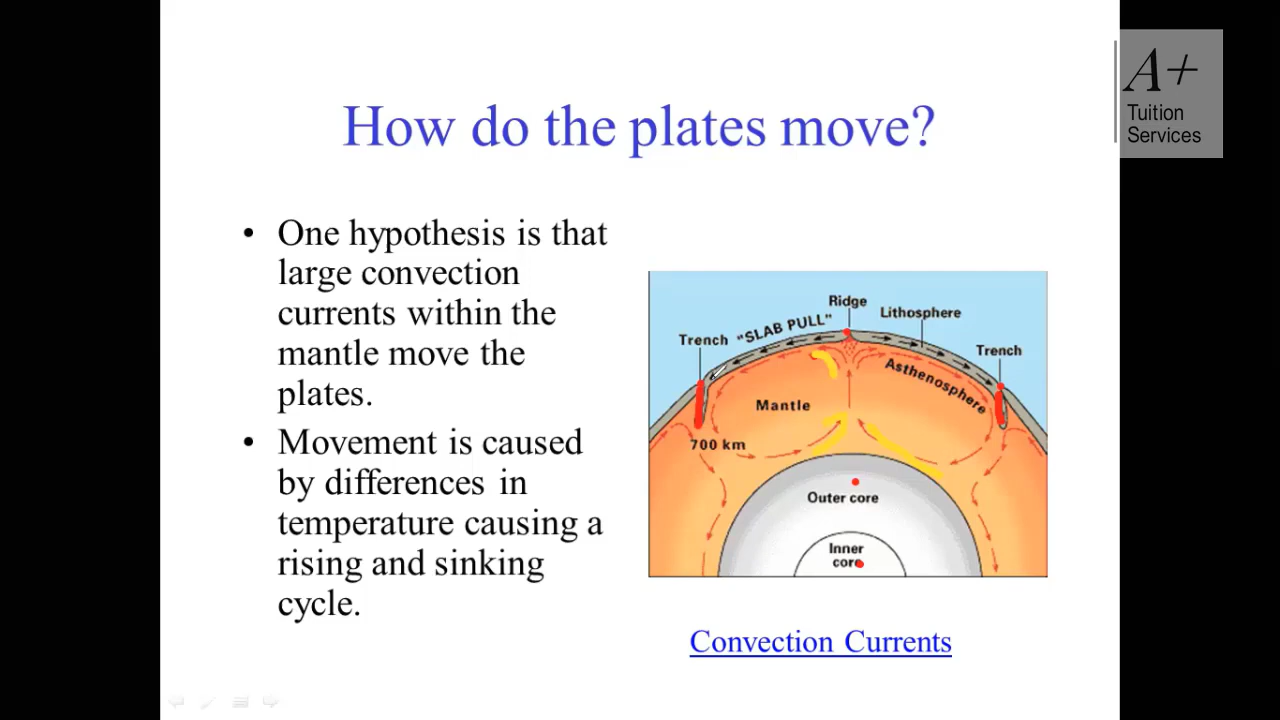 A+
Tuition
Services
How do the plates move?
• One hypothesis is that
large convection
currents within the
mantle move the
plates.
• Movement is caused
by differences in
temperature causing a
rising and sinking
cycle.
Ridge
Lithosphere
"SLAB PULL"
Trench
Trench
Asthenosphere
Mantle
700 km
Outer core
Inner
core
Convection Currents